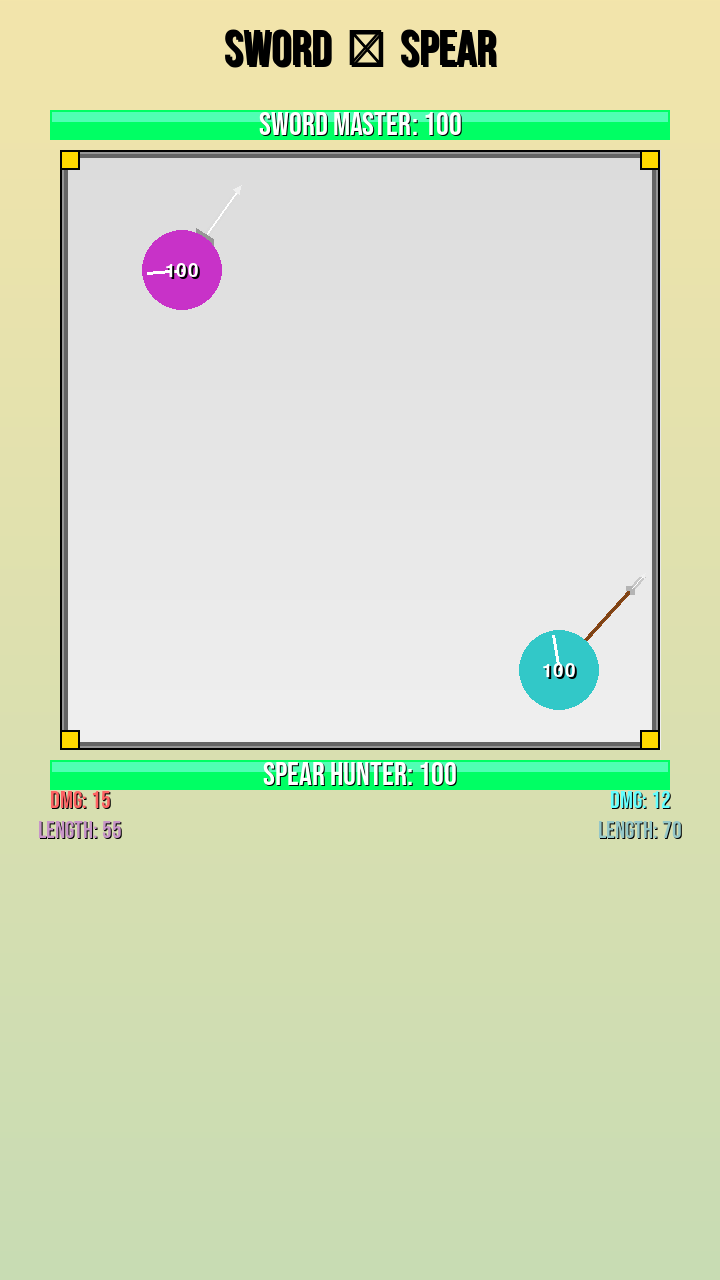 SWORD ☒ SPEAR
SWORD MASTER: 100
100
100
SPEAR HUNTER: 100
DMG: 15 DMG: 12
LENGTH: 55 LENGTH: 70